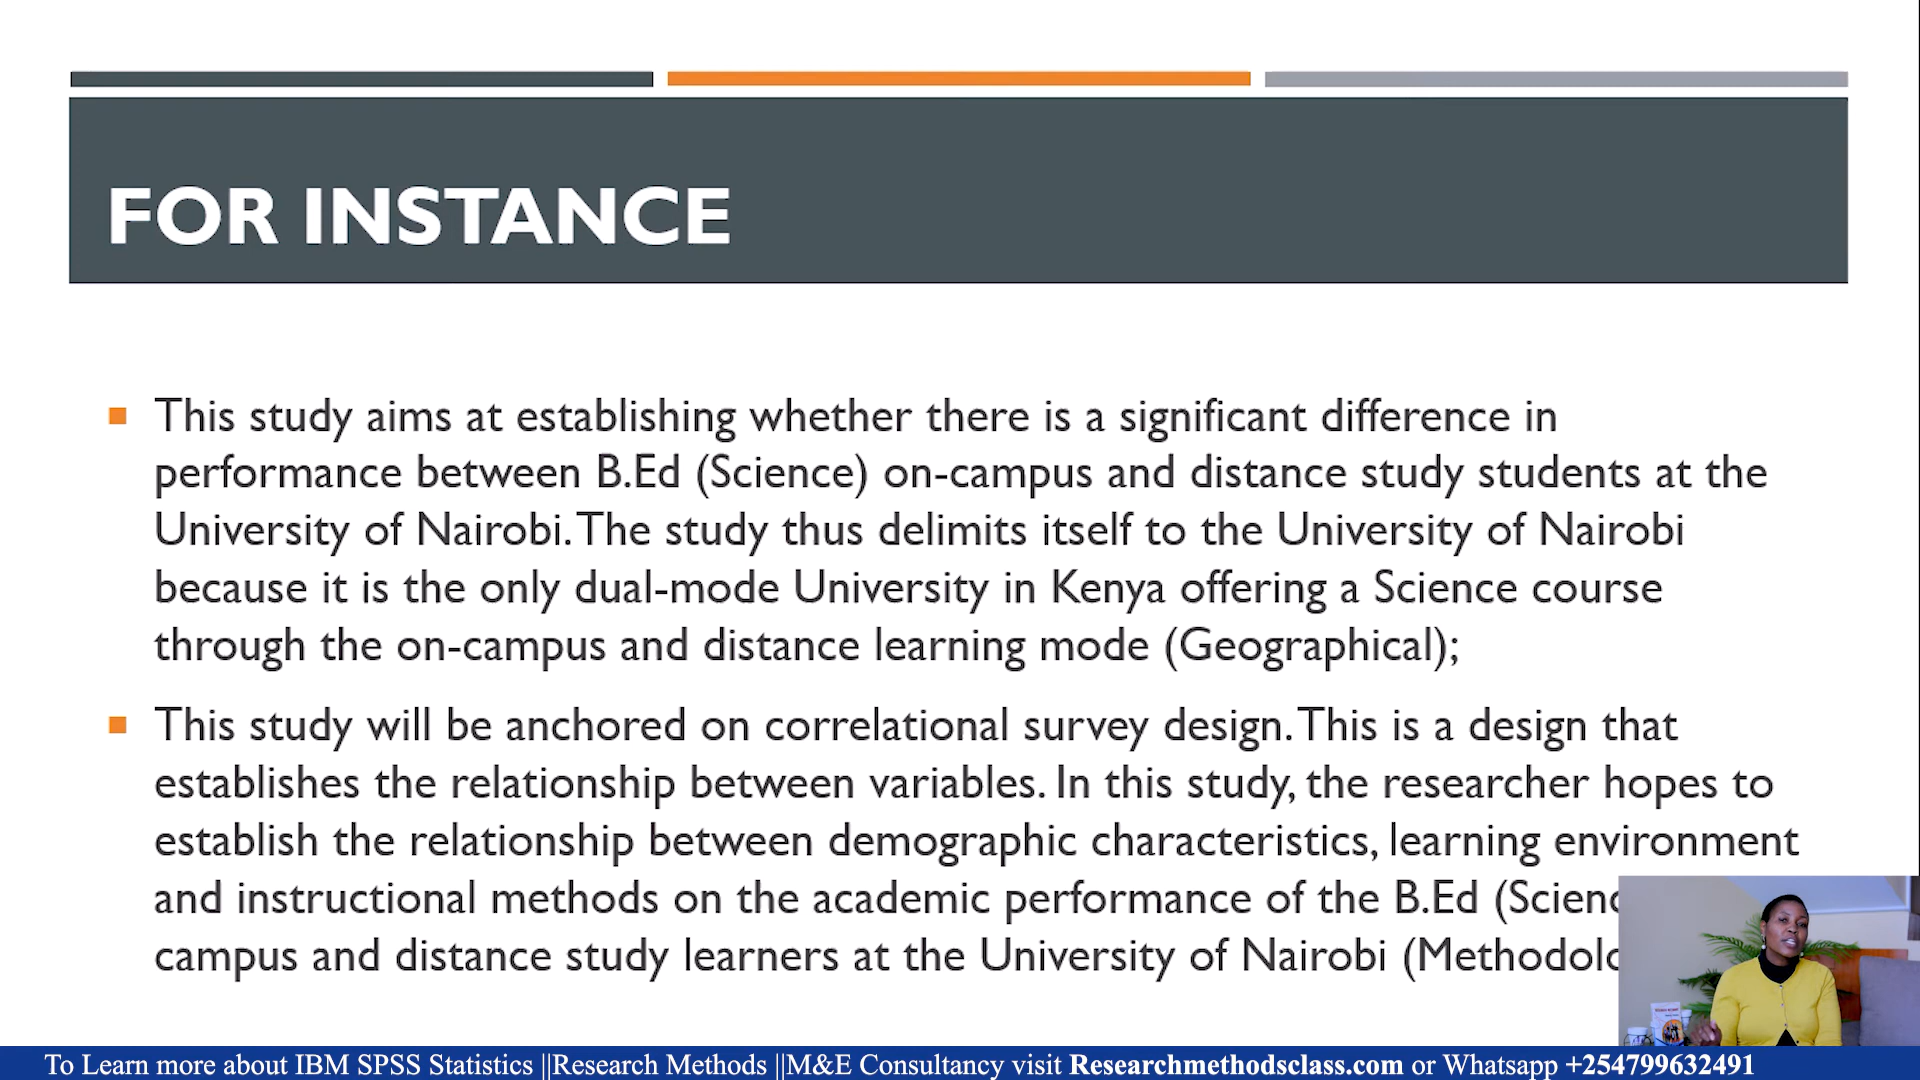 FOR INSTANCE
This study aims at establishing whether there is a significant difference in
performance between B.Ed (Science) on-campus and distance study students at the
University of Nairobi. The study thus delimits itself to the University of Nairobi
because it is the only dual-mode University in Kenya offering a Science course
through the on-campus and distance learning mode (Geographical);
This study will be anchored on correlational survey design. This is a design that
establishes the relationship between variables. In this study, the researcher hopes to
establish the relationship between demographic characteristics, learning environment
and instructional methods on the academic performance of the B.Ed
campus and distance study learners at the University of Nairobi
To Learn more about IBM SPSS Statistics ||Research Methods ||M&E Consultancy visit Researchmethodsclass.com or Whatsapp +254799632491